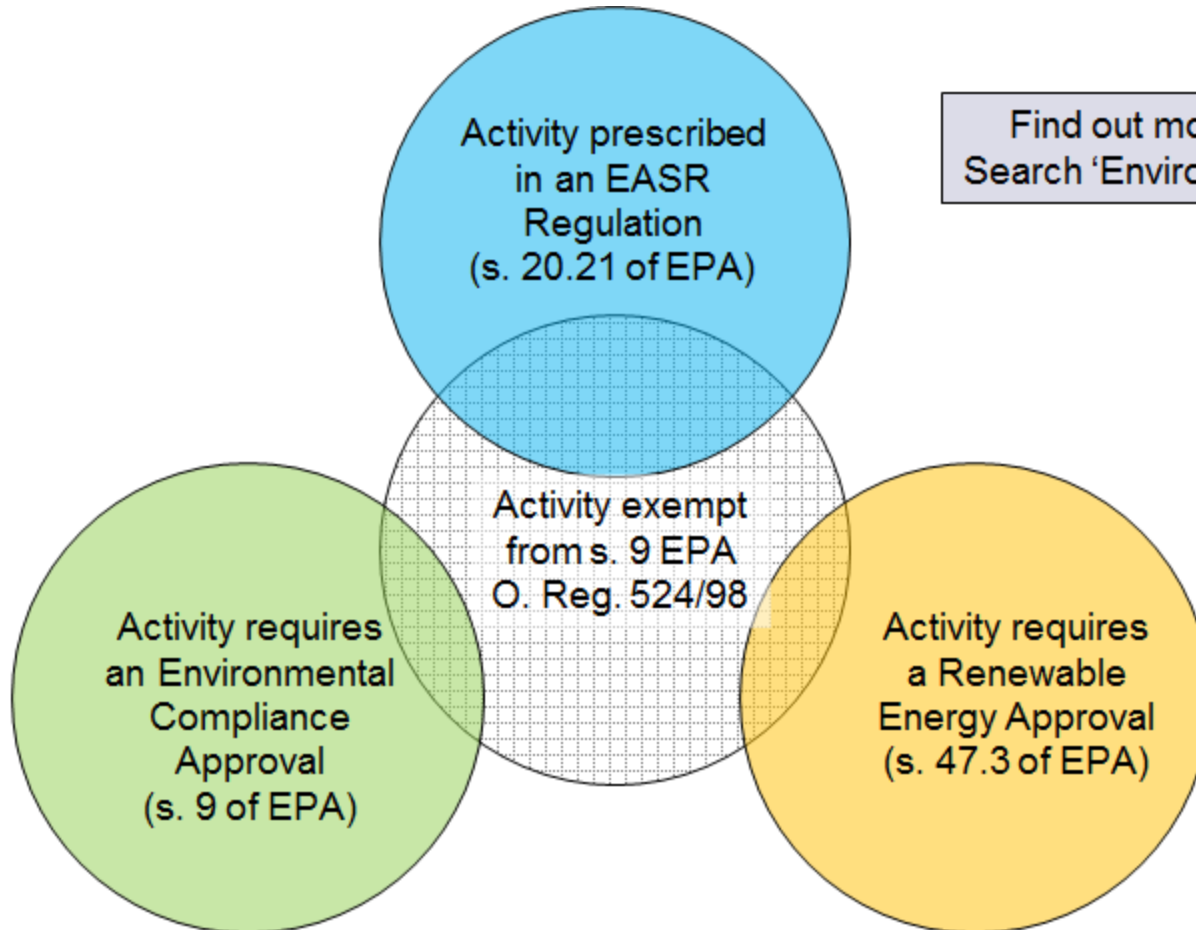 Activity prescribed
in an EASR
Regulation
(s. 20.21 of EPA)
Find out
Search ‘
Activity exempt
from s. 9 EPA
O. Reg. 524/98
Activity requires
an Environmental
Compliance
Approval
(s. 9 of EPA)
Activity requires
a Renewable
Energy Approval
(s. 47.3 of EPA)